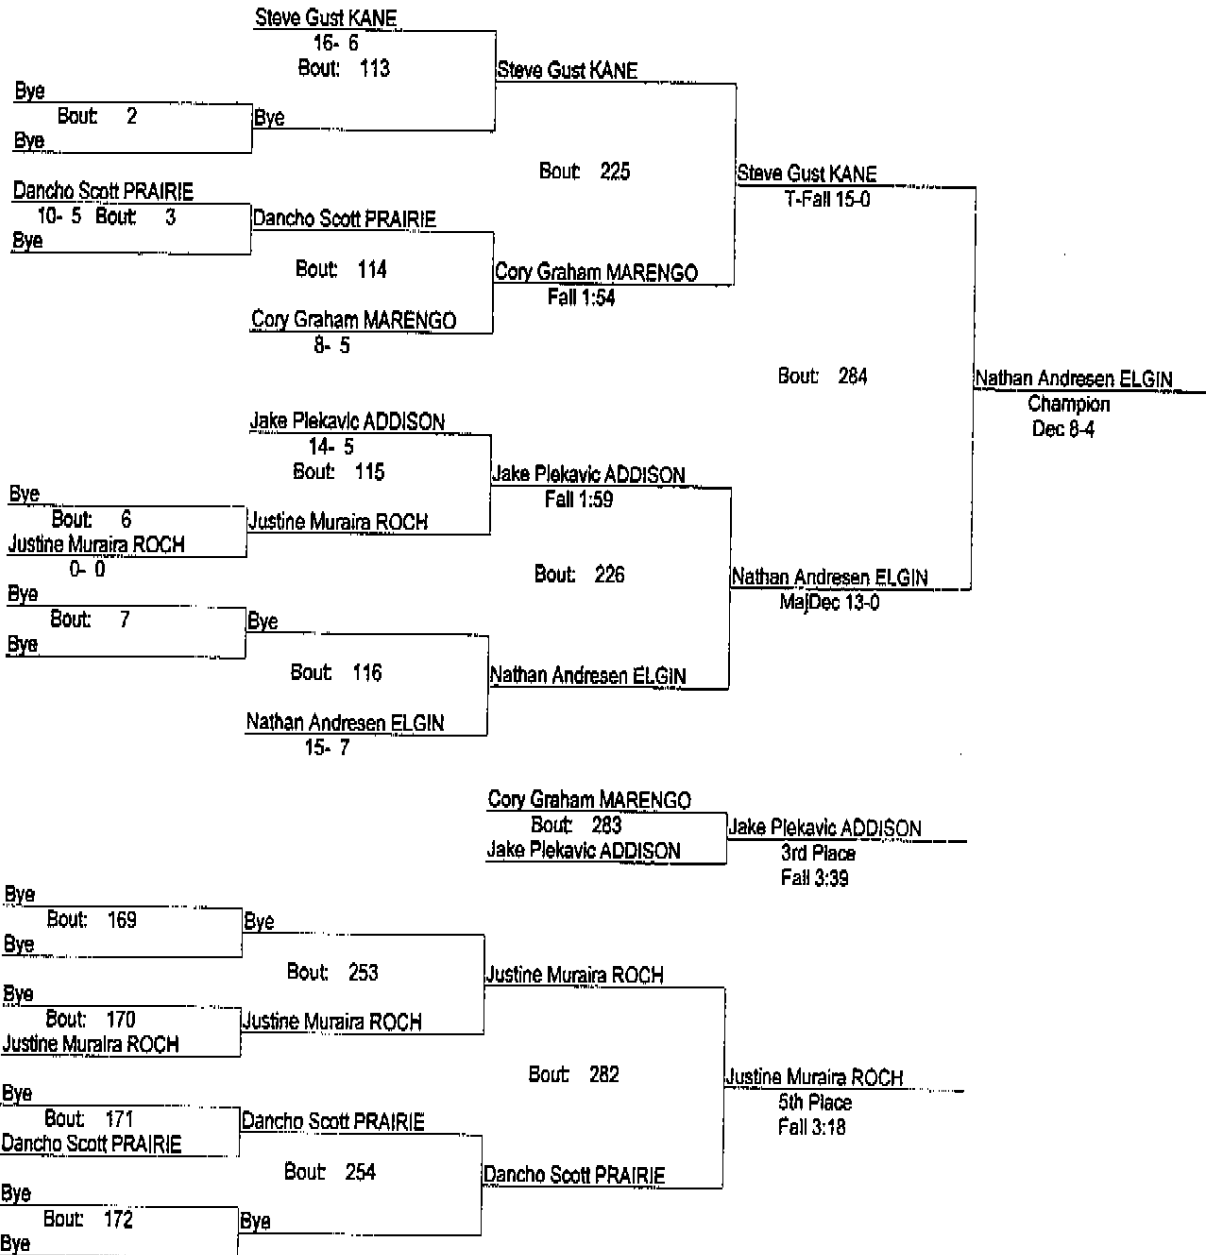 Steve Gust KANE
16- 6
Bout: 113
Steve Gust KANE
Bye
Bout: 2
Bye
Bye
Bout: 225
Steve Gust KANE
T-Fall 15-0
Dancho Scott PRAIRIE
10- 5 Bout: 3
Dancho Scott PRAIRIE
Bye
Bout: 114
Cory Graham MARENGO
Fall 1:54
Cory Graham MARENGO
8- 5
Bout: 284
Nathan Andresen ELGIN
Champion
Dec 8-4
Jake Plekavic ADDISON
14- 5
Bout: 115
Jake Plekavic ADDISON
Fall 1:59
Bye
Bout: 6
Justine Muraira ROCH
Justine Muraira ROCH
0- 0
Bout: 226
Nathan Andresen ELGIN
MajDec 13-0
Bye
Bout: 7
Bye
Bye
Bout: 116
Nathan Andresen ELGIN
Nathan Andresen ELGIN
15- 7
Cory Graham MARENGO
Bout: 283
Jake Plekavic ADDISON
Jake Plekavic ADDISON
3rd Place
Fall 3:39
Bye
Bout: 169
Bye
Bye
Bout: 253
Justine Muraira ROCH
Bye
Bout: 170
Justine Muraira ROCH
Justine Muraira ROCH
Bout: 282
Justine Muraira ROCH
5th Place
Fall 3:18
Bye
Bout: 171
Dancho Scott PRAIRIE
Dancho Scott PRAIRIE
Bout: 254
Dancho Scott PRAIRIE
Bye
Bout: 172
Bye
Bye